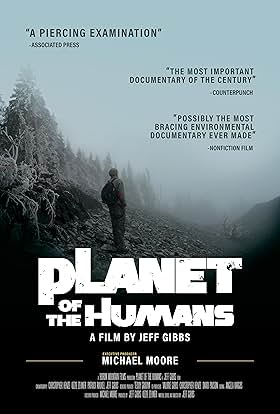 "A PIERCING EXAMINATION"
-ASSOCIATED PRESS
"THE MOST IMPORTANT
DOCUMENTARY OF THE CENTURY"
-COUNTERPUNCH
"POSSIBLY THE MOST
BRACING ENVIRONMENTAL
DOCUMENTARY EVER MADE"
-NONFICTION FILM
PLANET
OF THE HUMANS
A FILM BY JEFF GIBBS
EXECUTIVE PRODUCER
MICHAEL MOORE